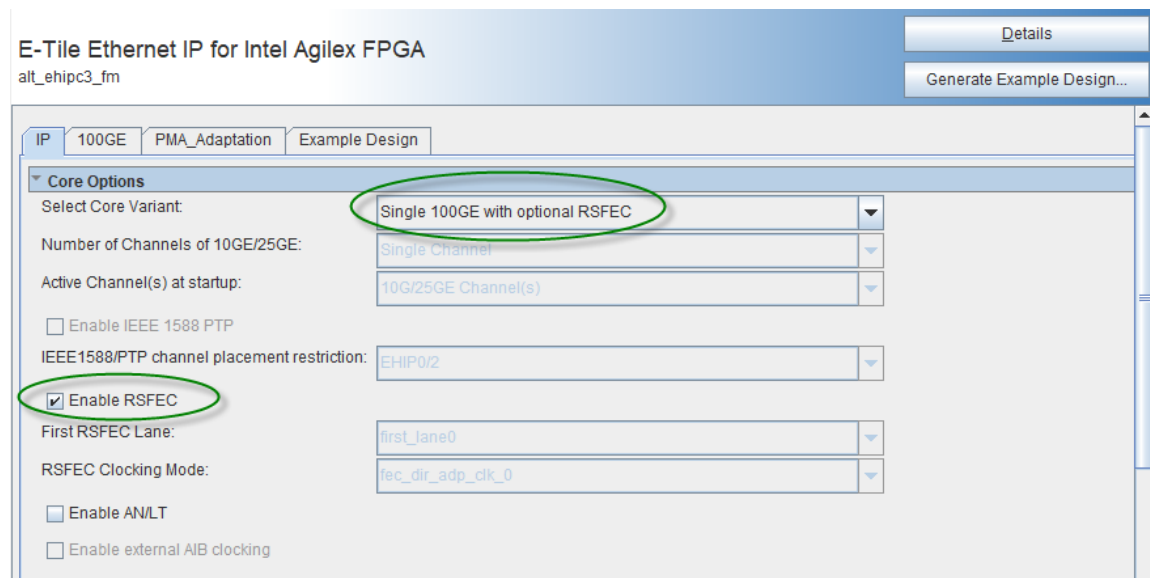 E-Tile Ethernet IP for Intel Agilex FPGA
alt_ehipc3_fm
Details
Generate Example Design...
IP 100GE PMA_Adaptation Example Design
Core Options
Select Core Variant: Single 100GE with optional RSFEC
Number of Channels of 10GE/25GE: Single Channel
Active Channel(s) at startup: 10G/25GE Channel(s)
Enable IEEE 1588 PTP
IEEE1588/PTP channel placement restriction: EHIP0/2
Enable RSFEC
First RSFEC Lane: first_lane0
RSFEC Clocking Mode: fec_dir_adp_clk_0
Enable AN/LT
Enable external AIB clocking